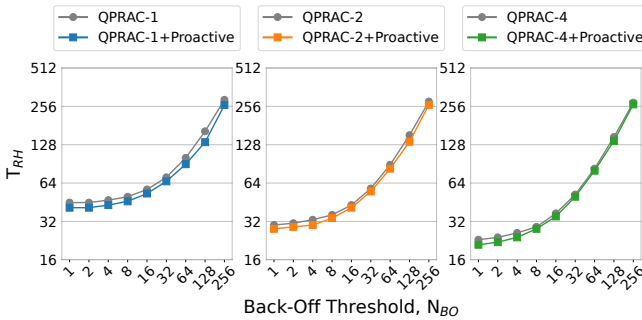 QPRAC-1
QPRAC-1+Proactive
QPRAC-2
QPRAC-2+Proactive
QPRAC-4
QPRAC-4+Proactive
T_RH
512
256
128
64
32
16
1 2 4 8 16 32 64 128 256
512
256
128
64
32
16
1 2 4 8 16 32 64 128 256
512
256
128
64
32
16
1 2 4 8 16 32 64 128 256
Back-Off Threshold, N_BO